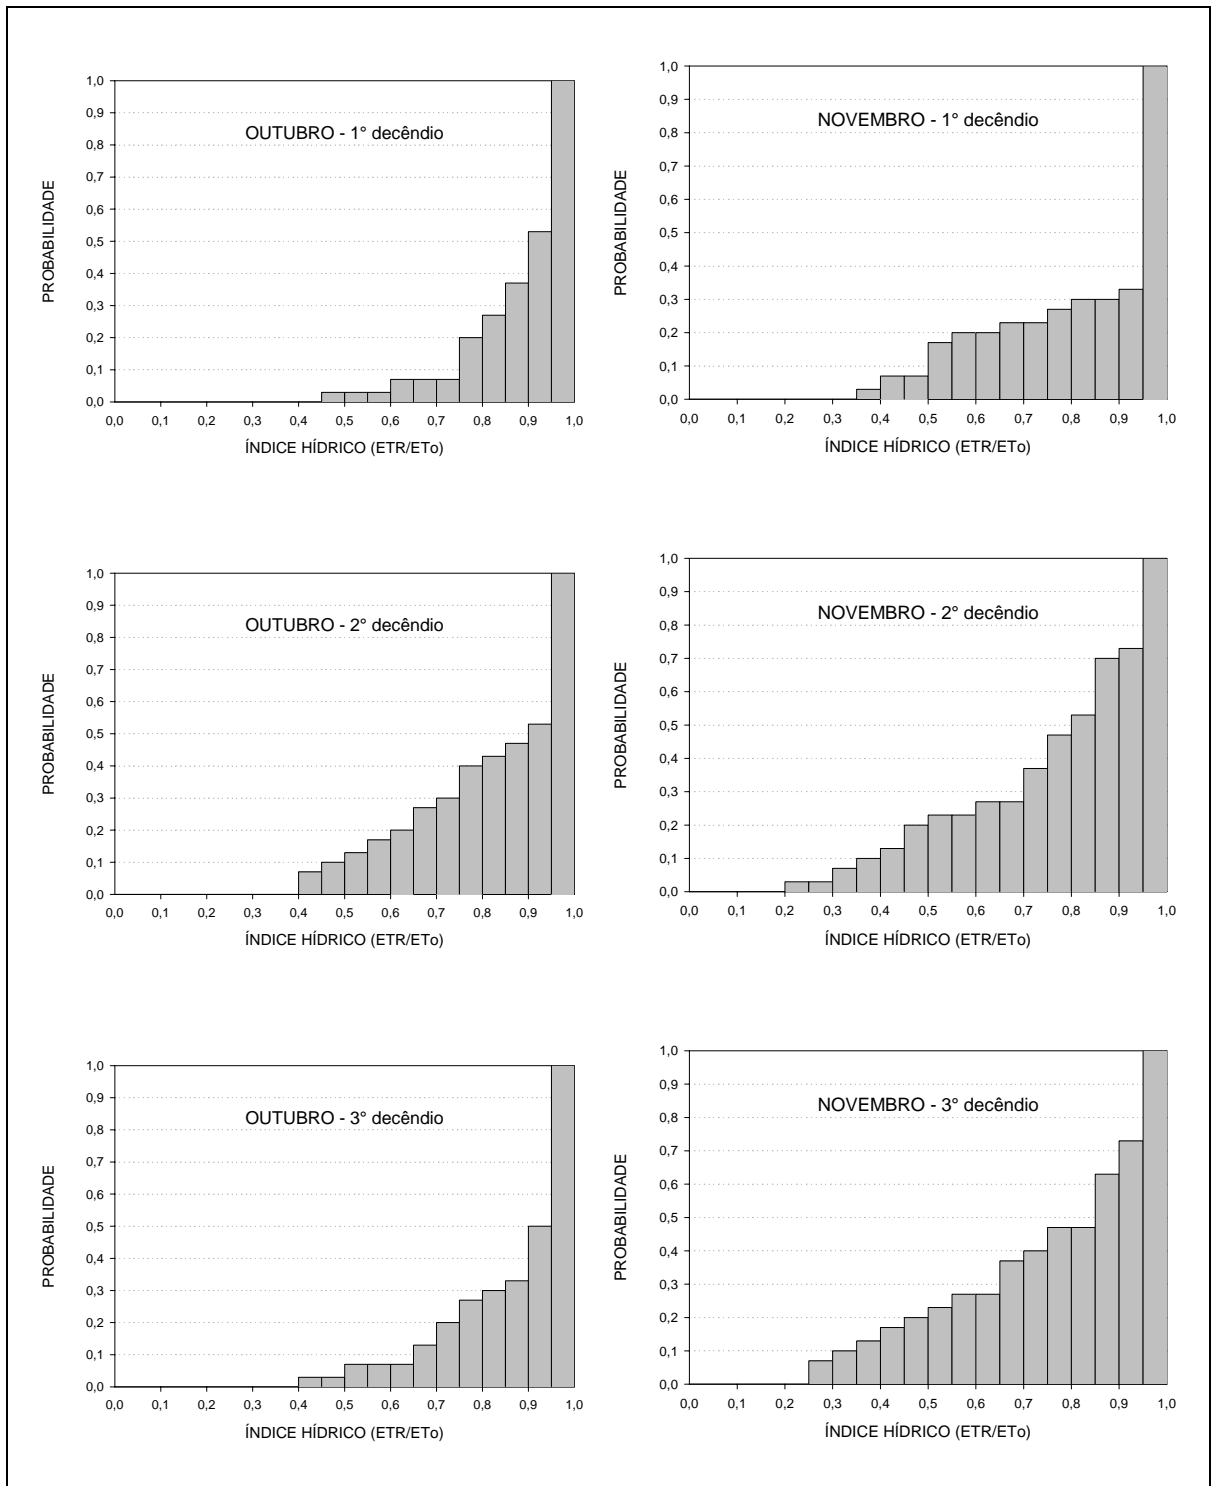 OUTUBRO - 1° decêndio
PROBABILIDADE
1,0
0,9
0,8
0,7
0,6
0,5
0,4
0,3
0,2
0,1
0,0
0,0 0,1 0,2 0,3 0,4 0,5 0,6 0,7 0,8 0,9 1,0
ÍNDICE HÍDRICO (ETR/ETo)
NOVEMBRO - 1° decêndio
PROBABILIDADE
1,0
0,9
0,8
0,7
0,6
0,5
0,4
0,3
0,2
0,1
0,0
0,0 0,1 0,2 0,3 0,4 0,5 0,6 0,7 0,8 0,9 1,0
ÍNDICE HÍDRICO (ETR/ETo)
OUTUBRO - 2° decêndio
PROBABILIDADE
1,0
0,9
0,8
0,7
0,6
0,5
0,4
0,3
0,2
0,1
0,0
0,0 0,1 0,2 0,3 0,4 0,5 0,6 0,7 0,8 0,9 1,0
ÍNDICE HÍDRICO (ETR/ETo)
NOVEMBRO - 2° decêndio
PROBABILIDADE
1,0
0,9
0,8
0,7
0,6
0,5
0,4
0,3
0,2
0,1
0,0
0,0 0,1 0,2 0,3 0,4 0,5 0,6 0,7 0,8 0,9 1,0
ÍNDICE HÍDRICO (ETR/ETo)
OUTUBRO - 3° decêndio
PROBABILIDADE
1,0
0,9
0,8
0,7
0,6
0,5
0,4
0,3
0,2
0,1
0,0
0,0 0,1 0,2 0,3 0,4 0,5 0,6 0,7 0,8 0,9 1,0
ÍNDICE HÍDRICO (ETR/ETo)
NOVEMBRO - 3° decêndio
PROBABILIDADE
1,0
0,9
0,8
0,7
0,6
0,5
0,4
0,3
0,2
0,1
0,0
0,0 0,1 0,2 0,3 0,4 0,5 0,6 0,7 0,8 0,9 1,0
ÍNDICE HÍDRICO (ETR/ETo)